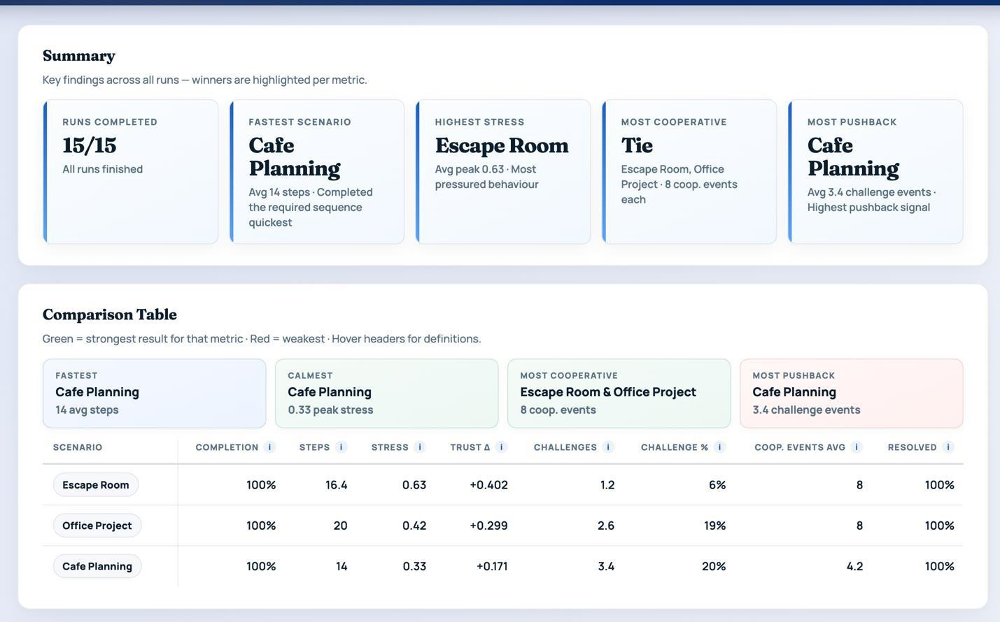 Summary
Key findings across all runs — winners are highlighted per metric.
RUNS COMPLETED
15/15
All runs finished
FASTEST SCENARIO
Cafe
Planning
Avg 14 steps · Completed
the required sequence
quickest
HIGHEST STRESS
Escape Room
Avg peak 0.63 · Most
pressured behaviour
MOST COOPERATIVE
Tie
Escape Room, Office
Project · 8 coop. events
each
MOST PUSHBACK
Cafe
Planning
Avg 3.4 challenge events ·
Highest pushback signal
Comparison Table
Green = strongest result for that metric · Red = weakest · Hover headers for definitions.
FASTEST
Cafe Planning
14 avg steps
CALMEST
Cafe Planning
0.33 peak stress
MOST COOPERATIVE
Escape Room & Office Project
8 coop. events
MOST PUSHBACK
Cafe Planning
3.4 challenge events
SCENARIO COMPLETION i STEPS i STRESS i TRUST Δ i CHALLENGES i CHALLENGE % i COOP. EVENTS AVG i RESOLVED i
Escape Room 100% 16.4 0.63 +0.402 1.2 6% 8 100%
Office Project 100% 20 0.42 +0.299 2.6 19% 8 100%
Cafe Planning 100% 14 0.33 +0.171 3.4 20% 4.2 100%